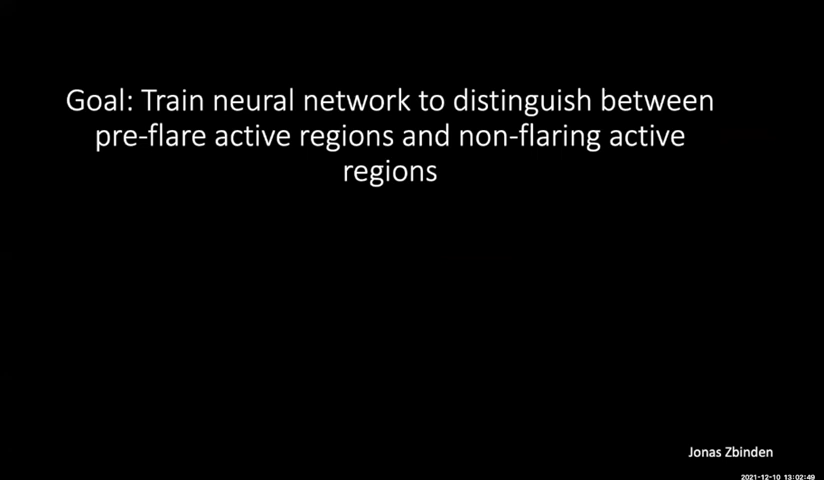 Goal: Train neural network to distinguish between
pre-flare active regions and non-flaring active
regions
Jonas Zbinden
2021-12-10 13:02:49